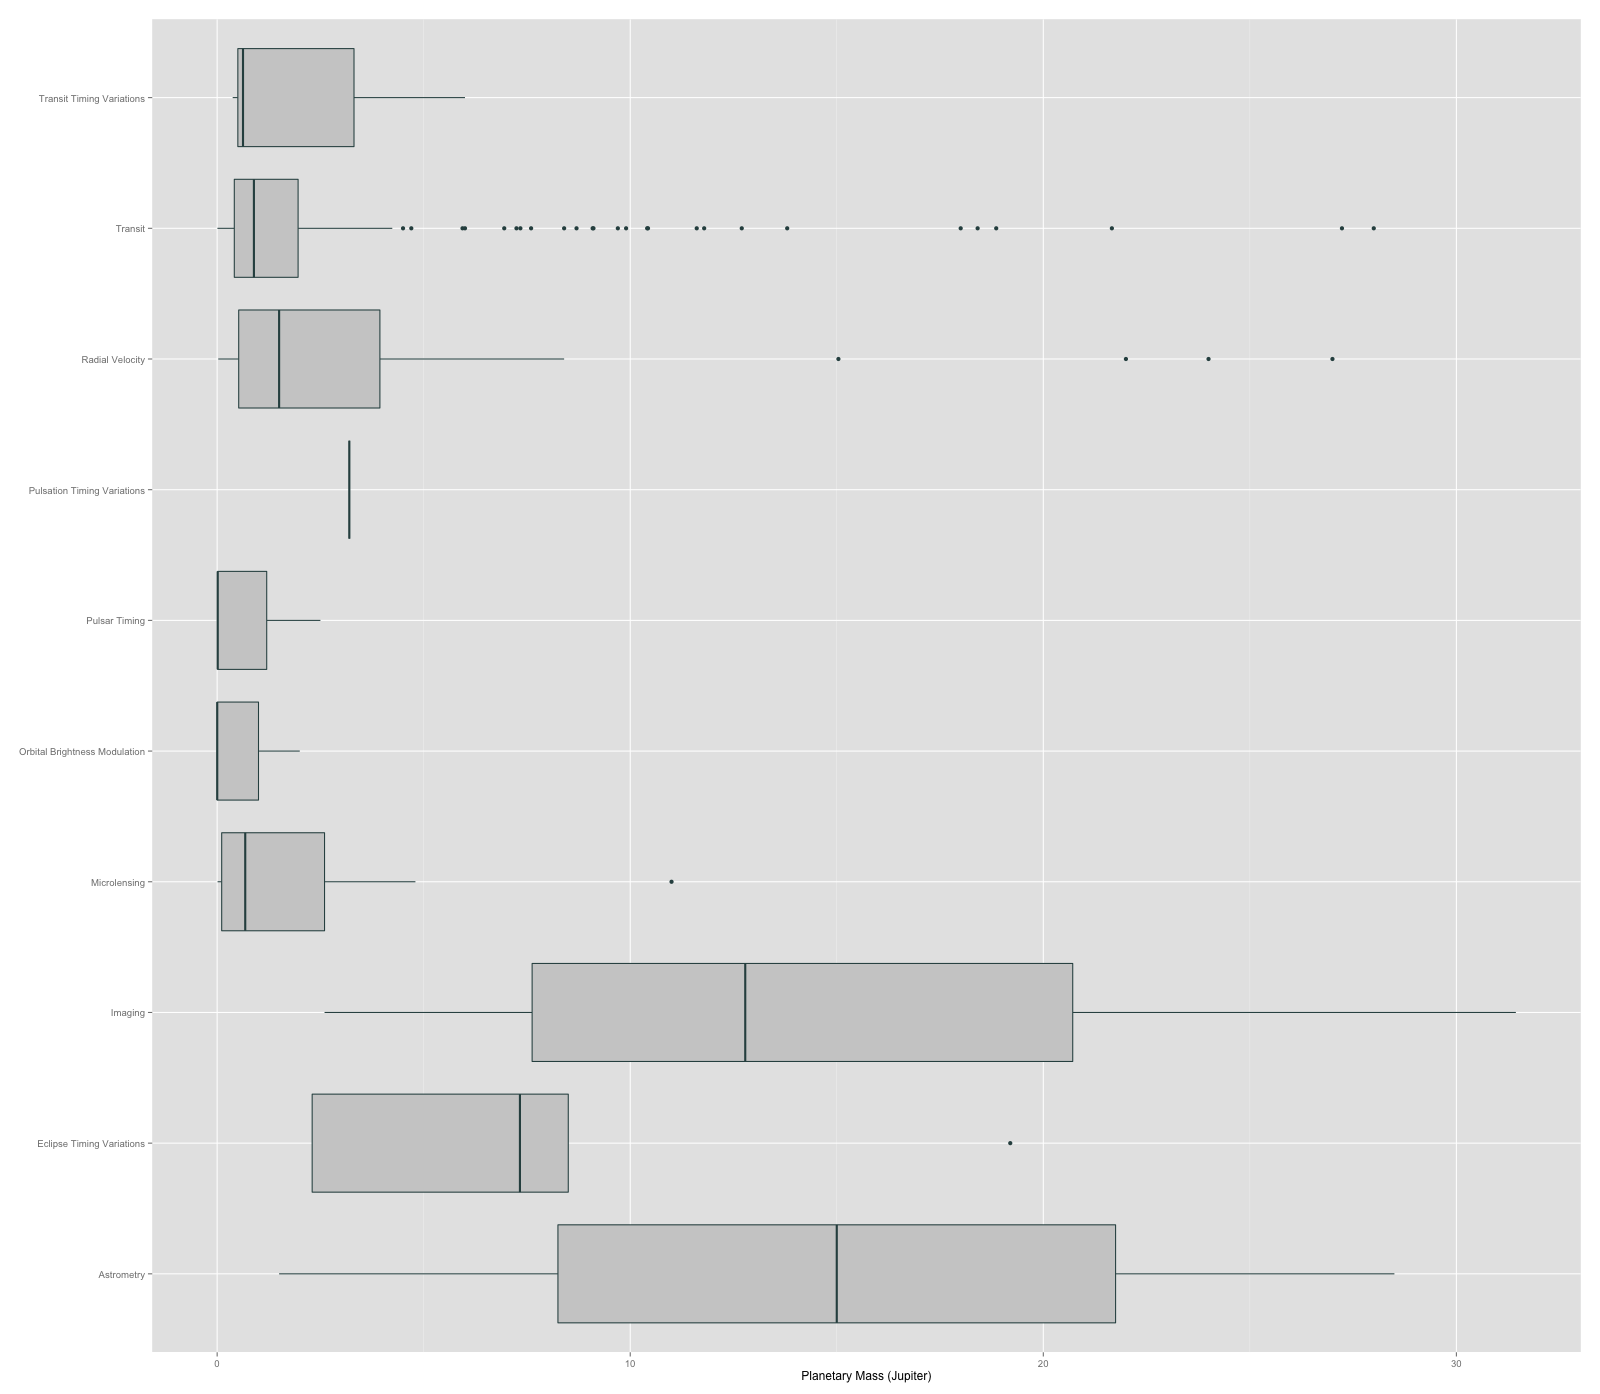 Transit Timing Variations
Transit
Radial Velocity
Pulsation Timing Variations
Pulsar Timing
Orbital Brightness Modulation
Microlensing
Imaging
Eclipse Timing Variations
Astrometry
0 10 20 30
Planetary Mass (Jupiter)